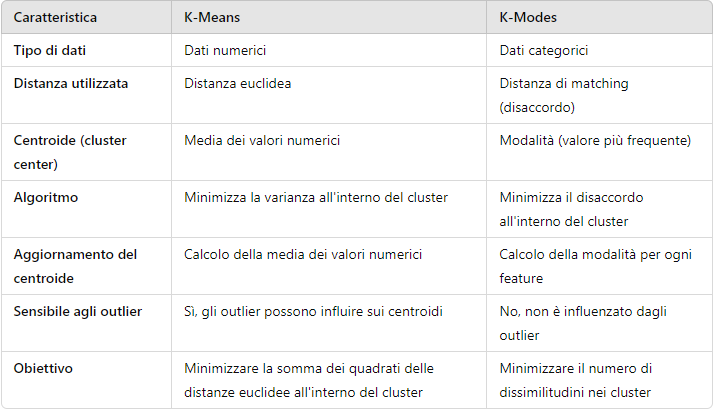 Caratteristica K-Means K-Modes
Tipo di dati Dati numerici Dati categorici
Distanza utilizzata Distanza euclidea Distanza di matching
(disaccordo)
Centroide (cluster Media dei valori numerici Modalità (valore più frequente)
center)
Algoritmo Minimizza la varianza all'interno del cluster Minimizza il disaccordo
all'interno del cluster
Aggiornamento del Calcolo della media dei valori numerici Calcolo della modalità per ogni
centroide feature
Sensibile agli outlier Sì, gli outlier possono influire sui centroidi No, non è influenzato dagli
outlier
Obiettivo Minimizzare la somma dei quadrati delle Minimizzare il numero di
distanze euclidee all'interno del cluster dissimilitudini nei cluster